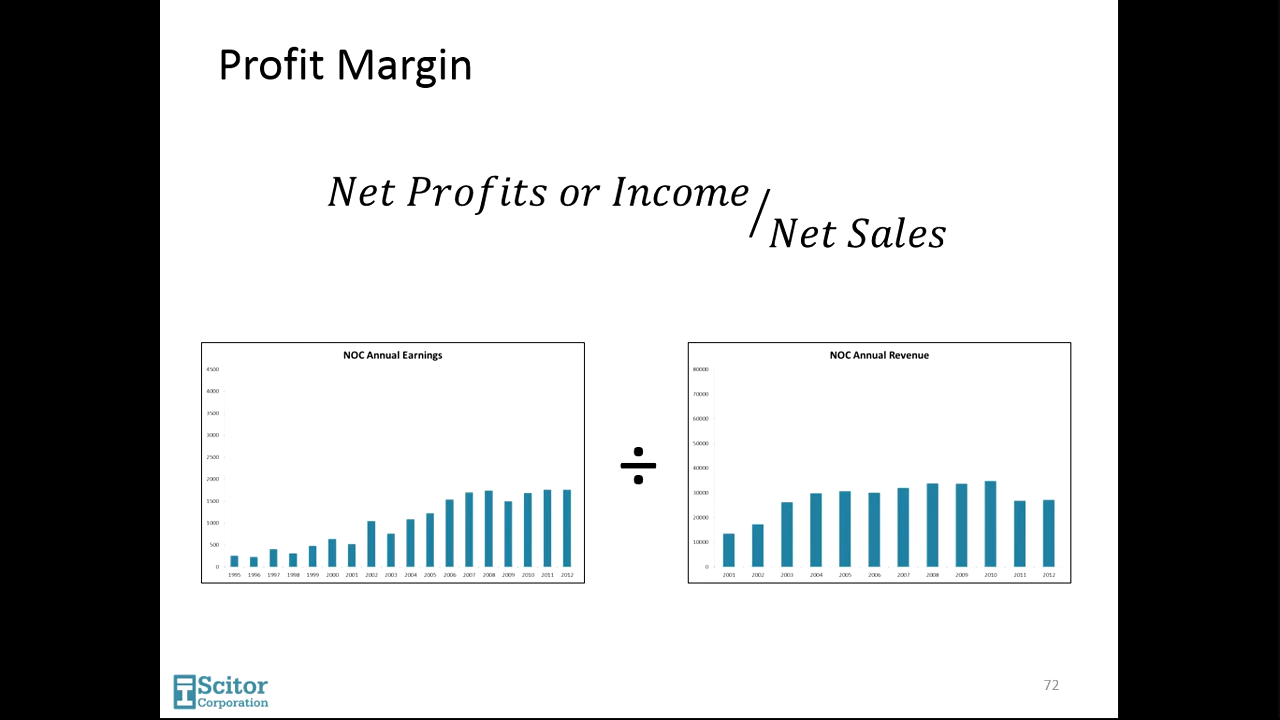 Profit Margin
Net Profits or Income/Net Sales
NOC Annual Earnings
4500
4000
3500
3000
2500
2000
1500
1000
500
0
1995 1996 1997 1998 1999 2000 2001 2002 2003 2004 2005 2006 2007 2008 2009 2010 2011 2012
÷
NOC Annual Revenue
80000
70000
60000
50000
40000
30000
20000
10000
0
2001 2002 2003 2004 2005 2006 2007 2008 2009 2010 2011 2012
Scitor
Corporation
72